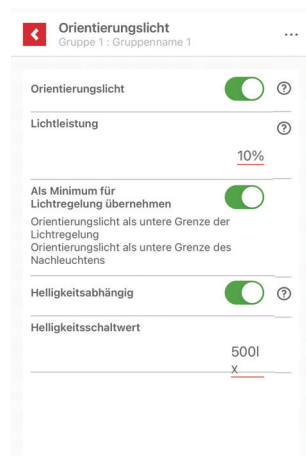 Orientierungslicht
Gruppe 1 : Gruppenname 1
...
Orientierungslicht
?
Lichtleistung
?
10%
Als Minimum für
Lichtregelung übernehmen
Orientierungslicht als untere Grenze der
Lichtregelung
Orientierungslicht als untere Grenze des
Nachleuchtens
Helligkeitsabhängig
?
Helligkeitsschaltwert
500l
x